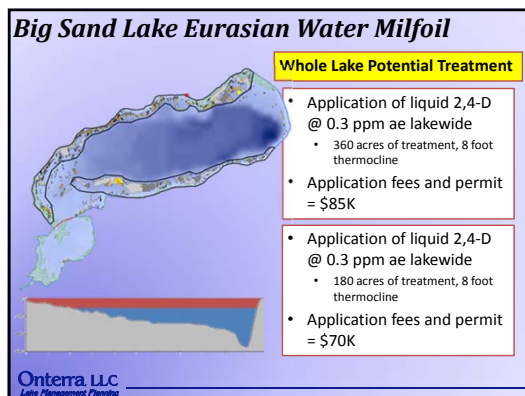 Big Sand Lake Eurasian Water Milfoil
Whole Lake Potential Treatment
• Application of liquid 2,4-D
@ 0.3 ppm ae lakewide
• 360 acres of treatment, 8 foot
thermocline
• Application fees and permit
= $85K
• Application of liquid 2,4-D
@ 0.3 ppm ae lakewide
• 180 acres of treatment, 8 foot
thermocline
• Application fees and permit
= $70K
Onterra, LLC
Lake Management Planning